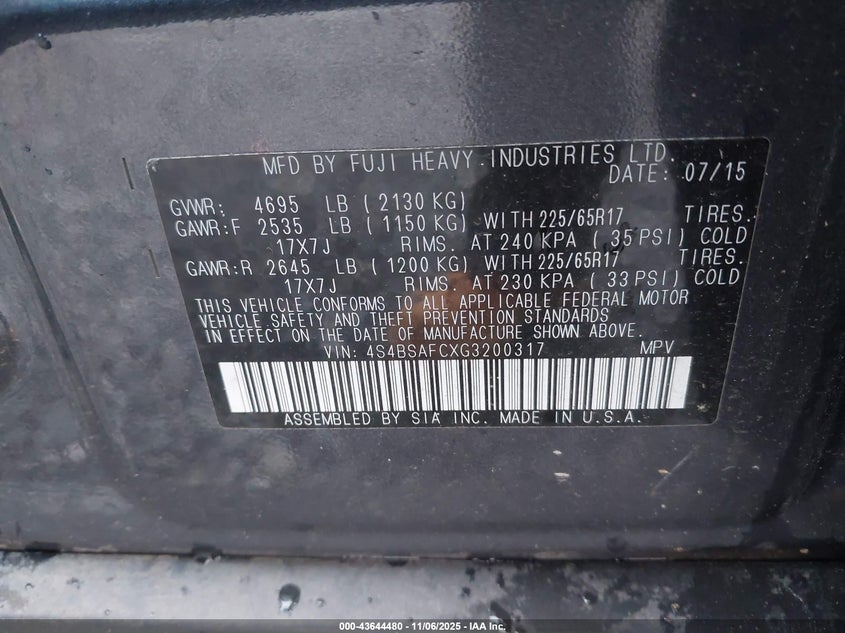 MFD BY FUJI HEAVY INDUSTRIES LTD.
DATE: 07/15
GVWR: 4695 LB ( 2130 KG)
GAWR:F 2535 LB ( 1150 KG) WITH 225/65R17 TIRES.
17X7J RIMS. AT 240 KPA ( 35 PSI) COLD
GAWR:R 2645 LB ( 1200 KG) WITH 225/65R17 TIRES.
17X7J RIMS. AT 230 KPA ( 33 PSI) COLD
THIS VEHICLE CONFORMS TO ALL APPLICABLE FEDERAL MOTOR
VEHICLE SAFETY AND THEFT PREVENTION STANDARDS
IN EFFECT ON THE DATE OF MANUFACTURE SHOWN ABOVE.
VIN: 4S4BSAFCXG3200317 MPV
ASSEMBLED BY SIA INC. MADE IN U.S.A.
000-43644480 - 11/06/2025 - IAA Inc.